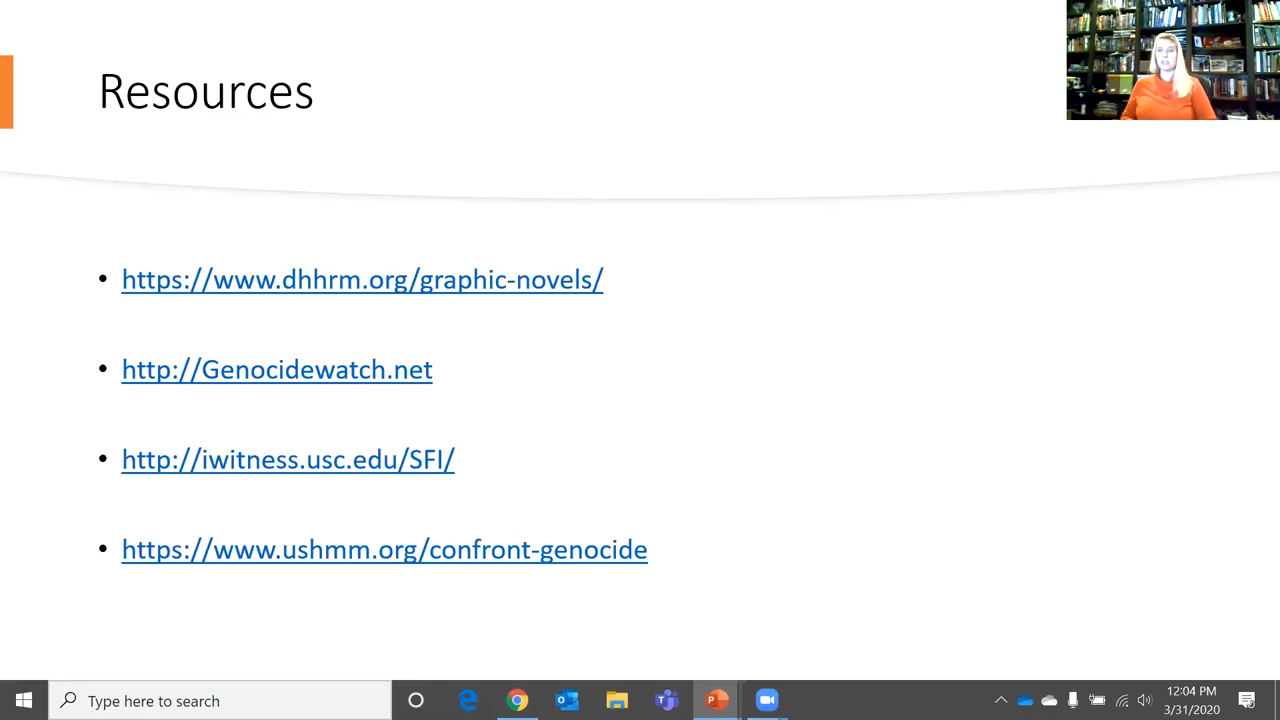 Resources
• https://www.dhhrm.org/graphic-novels/
• http://Genocidewatch.net
• http://iwitness.usc.edu/SFI/
• https://www.ushmm.org/confront-genocide
Type here to search
12:04 PM
3/31/2020